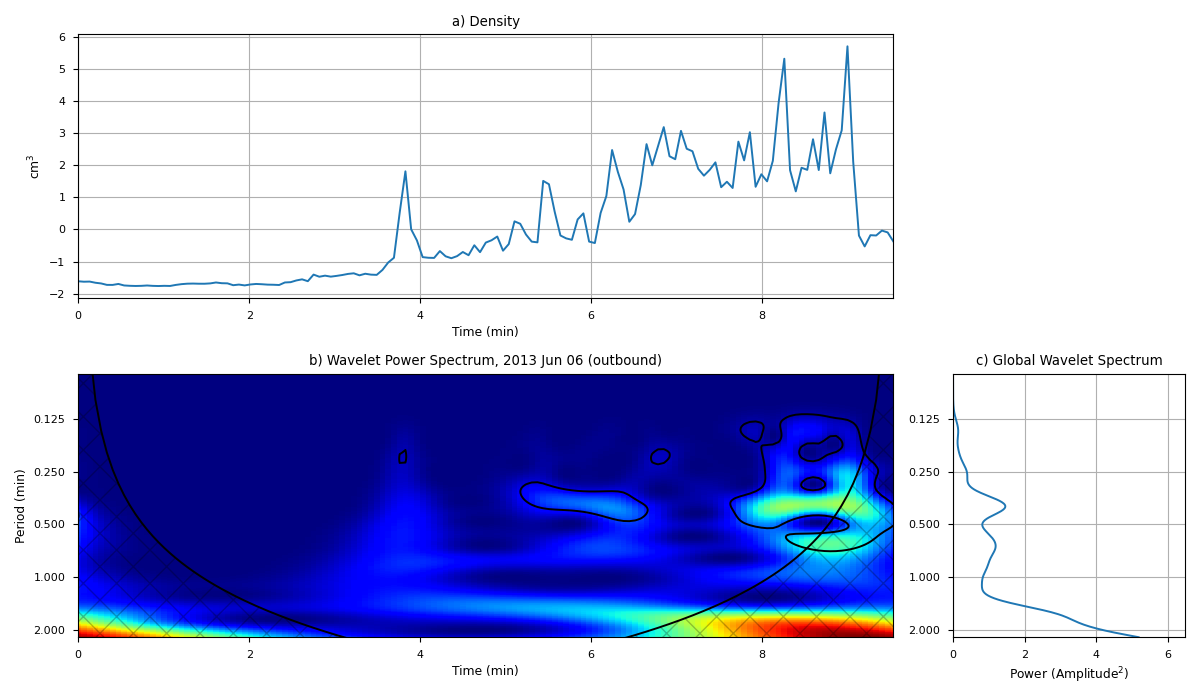 a) Density
6
5
4
3
2
1
0
−1
−2
cm³
0 2 4 6 8
Time (min)
b) Wavelet Power Spectrum, 2013 Jun 06 (outbound)
0.125
0.250
0.500
1.000
2.000
Period (min)
0 2 4 6 8
Time (min)
c) Global Wavelet Spectrum
0.125
0.250
0.500
1.000
2.000
0 2 4 6
Power (Amplitude²)